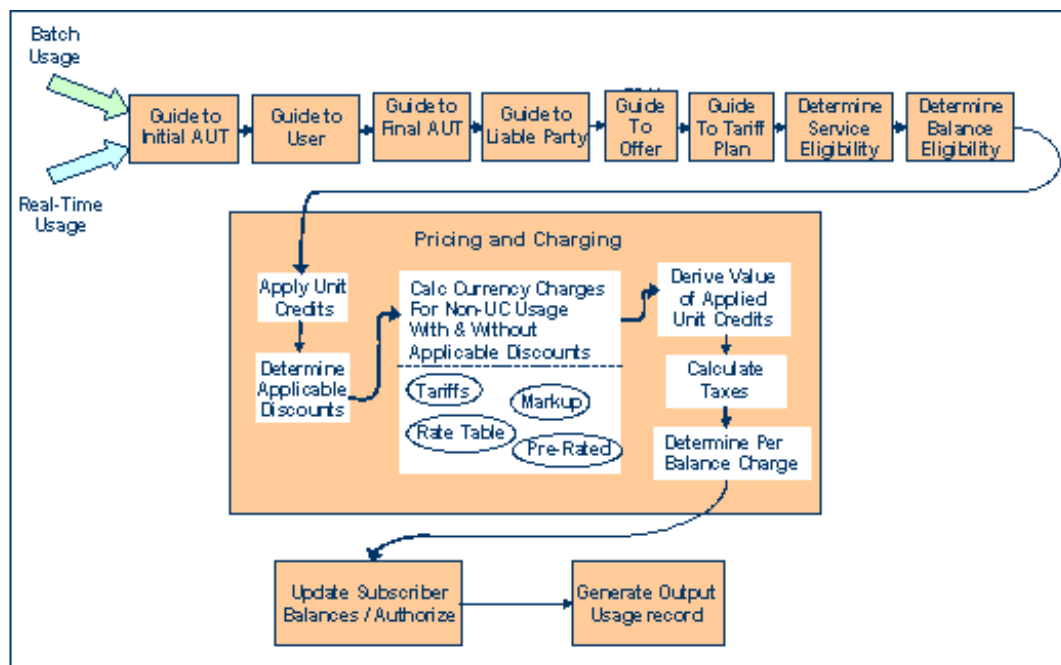 Batch
Usage
Guide to
Initial AUT
Guide to
User
Guide to
Final AUT
Guide to
Liable Party
Guide
To
Offer
Guide
To Tariff
Plan
Determine
Service
Eligibility
Determine
Balance
Eligibility
Real-Time
Usage
Pricing and Charging
Apply Unit
Credits
Determine
Applicable
Discounts
Calc Currency Charges
For Non-UC Usage
With & Without
Applicable Discounts
Tariffs
Markup
Rate Table
Pre-Rated
Derive Value
of Applied
Unit Credits
Calculate
Taxes
Determine Per
Balance Charge
Update Subscriber
Balances / Authorize
Generate Output
Usage record